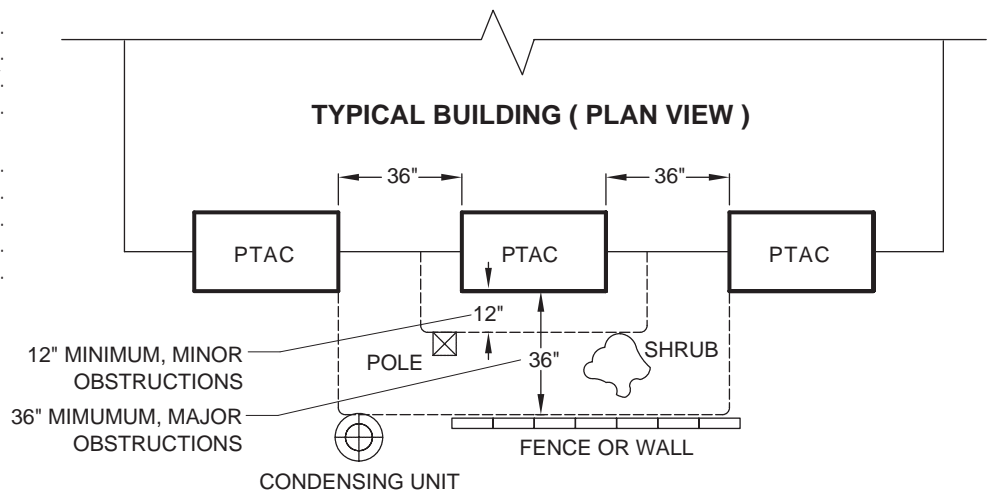 TYPICAL BUILDING ( PLAN VIEW )
36" 36"
PTAC PTAC PTAC
12"
12" MINIMUM, MINOR
OBSTRUCTIONS
POLE
36"
SHRUB
36" MIMUMUM, MAJOR
OBSTRUCTIONS
FENCE OR WALL
CONDENSING UNIT